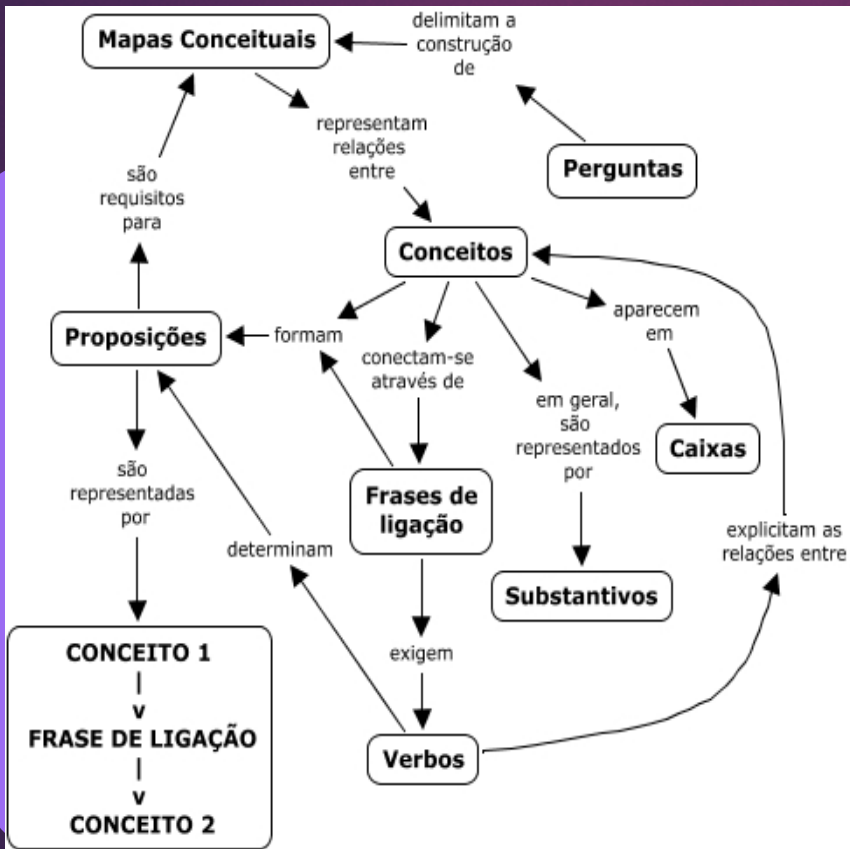 Mapas Conceituais
delimitam a
construção
de
representam
relações
entre
Perguntas
são
requisitos
para
Conceitos
Proposições
formam
conectam-se
através de
aparecem
em
em geral,
são
representados
por
Caixas
são
representadas
por
Frases de
ligação
determinam
explicitam as
relações entre
Substantivos
exigem
Verbos
CONCEITO 1
|
v
FRASE DE LIGAÇÃO
|
v
CONCEITO 2